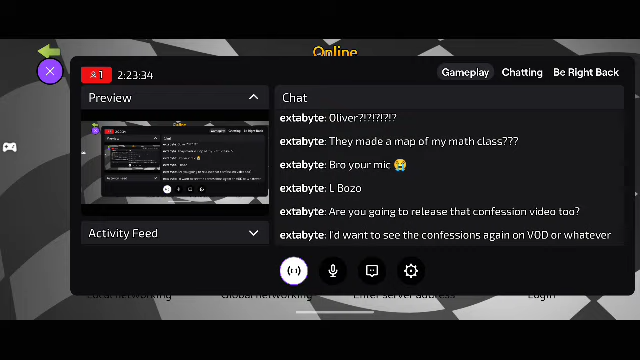 Online
1 2:23:34
Gameplay Chatting Be Right Back
Preview
Chat
extabyte: Oliver?!?!?!?!?
extabyte: They made a map of my math class???
extabyte: Bro your mic 😭
extabyte: L Bozo
extabyte: Are you going to release that confession video too?
extabyte: I'd want to see the confessions again on VOD or whatever
Activity Feed
Local networking Global networking Enter server address Login